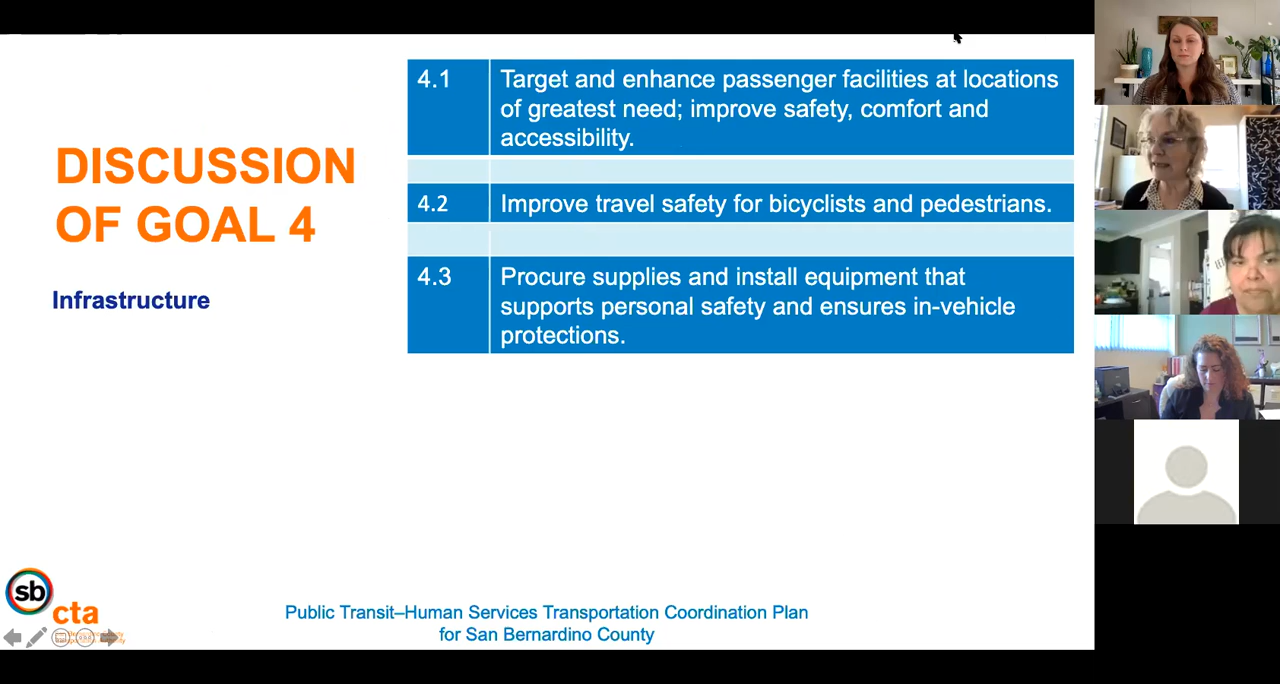 DISCUSSION
OF GOAL 4
Infrastructure
4.1
Target and enhance passenger facilities at locations
of greatest need; improve safety, comfort and
accessibility.
4.2
Improve travel safety for bicyclists and pedestrians.
4.3
Procure supplies and install equipment that
supports personal safety and ensures in-vehicle
protections.
sb
cta
Public Transit–Human Services Transportation Coordination Plan
for San Bernardino County